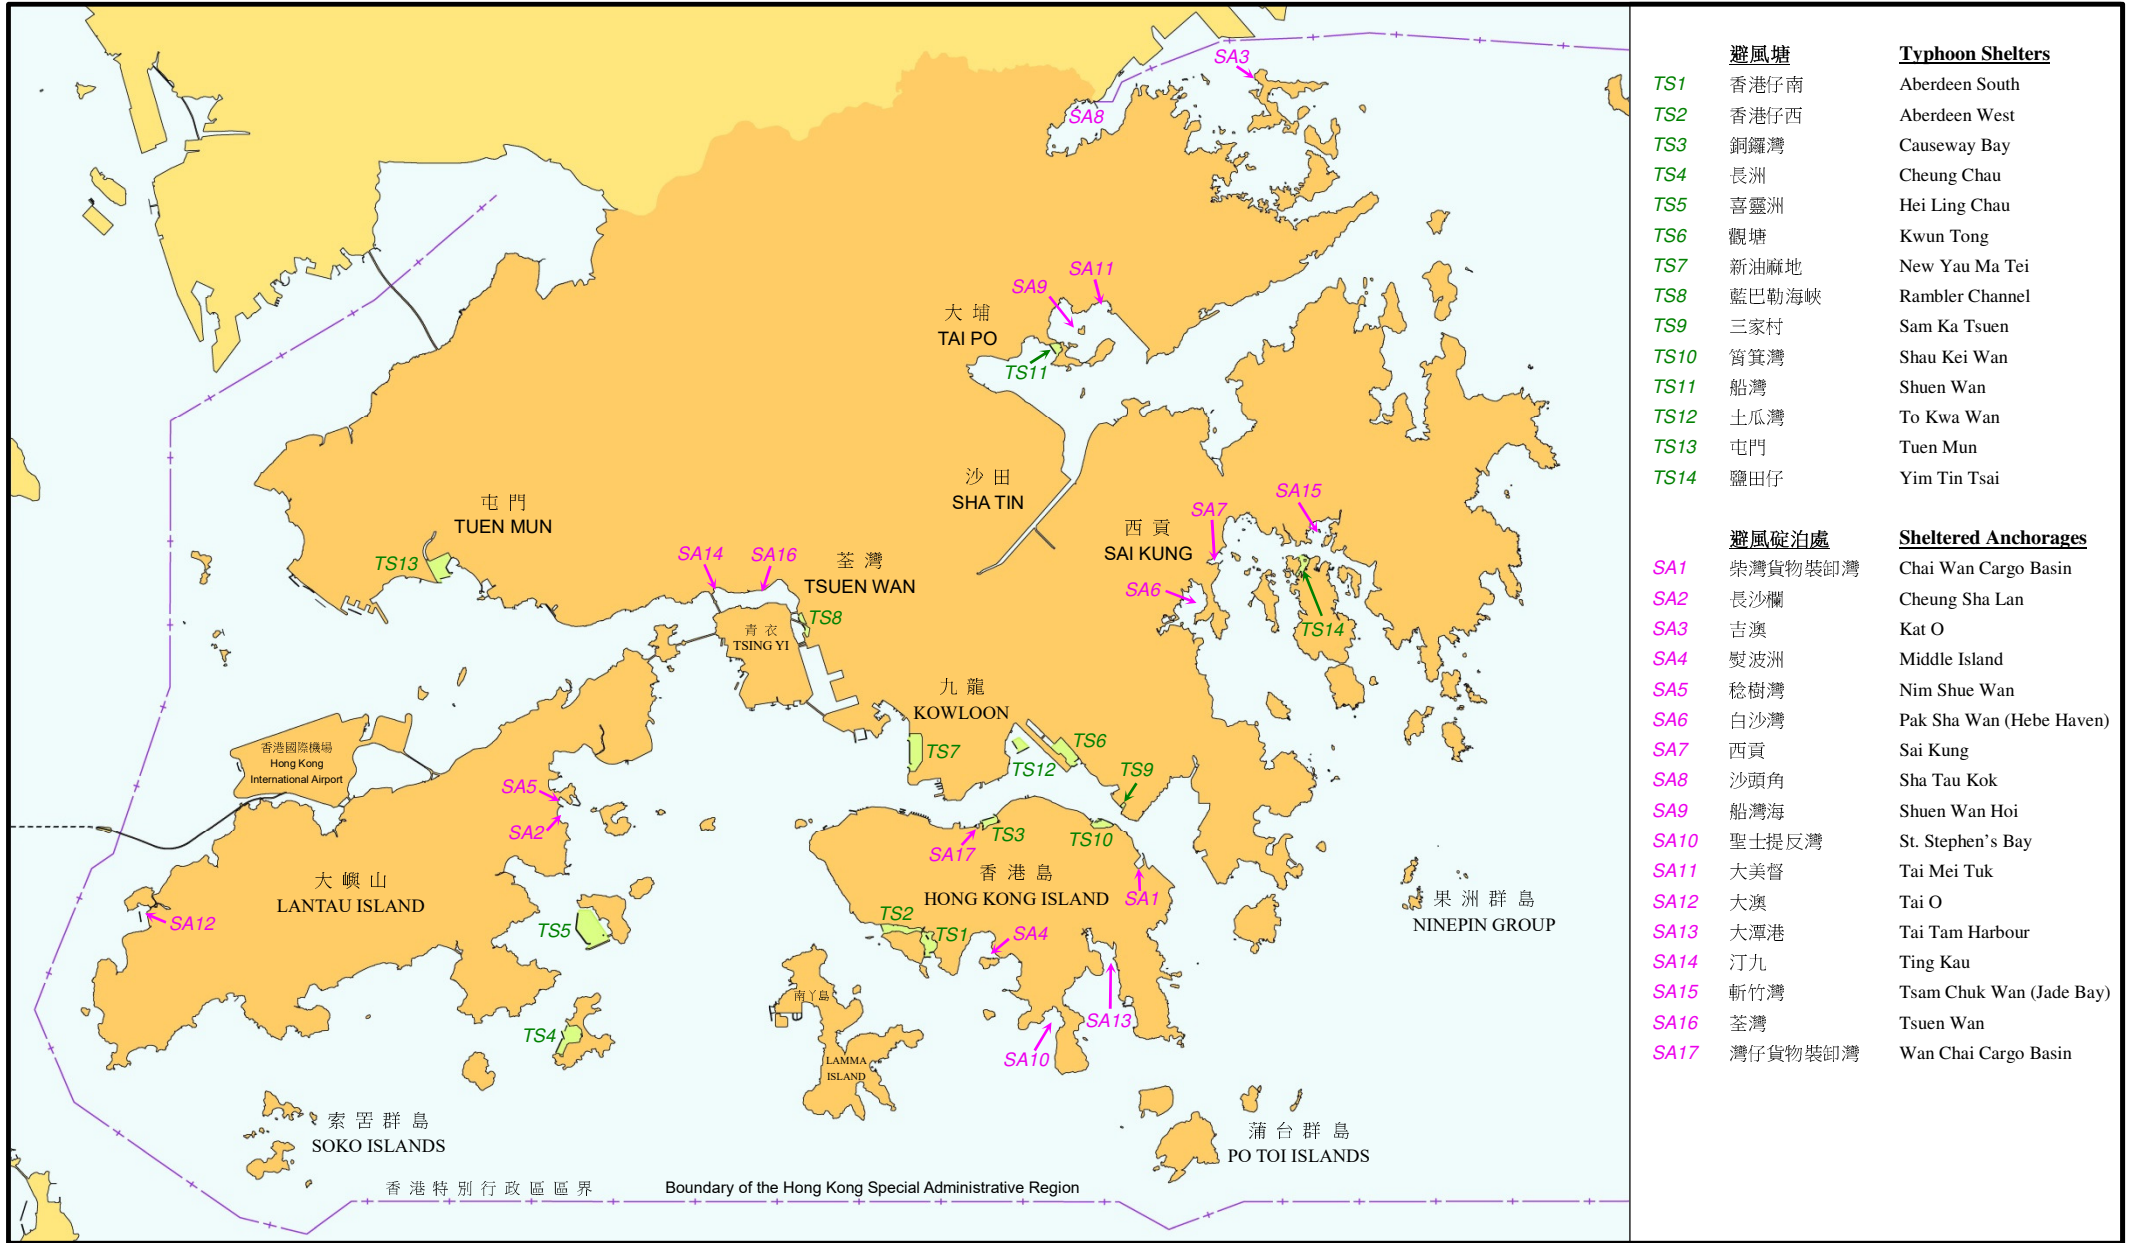 SA3
SA8
SA11
SA9
大埔
TAI PO
TS11
沙田
SHA TIN
SA15
SA7
西貢
SAI KUNG
屯門
TUEN MUN
TS13
SA14
SA16
荃灣
TSUEN WAN
SA6
TS14
TS8
青衣
TSING YI
九龍
KOWLOON
TS7
TS12
TS6
TS9
香港國際機場
Hong Kong
International Airport
SA5
SA2
TS3
SA17
TS10
香港島
HONG KONG ISLAND
SA1
大嶼山
LANTAU ISLAND
SA12
TS5
TS2
TS1
SA4
果洲群島
NINEPIN GROUP
南丫島
TS4
SA13
SA10
LAMMA
ISLAND
索罟群島
SOKO ISLANDS
蒲台群島
PO TOI ISLANDS
香港特別行政區區界 Boundary of the Hong Kong Special Administrative Region
避風塘 Typhoon Shelters
TS1 香港仔南 Aberdeen South
TS2 香港仔西 Aberdeen West
TS3 銅鑼灣 Causeway Bay
TS4 長洲 Cheung Chau
TS5 喜靈洲 Hei Ling Chau
TS6 觀塘 Kwun Tong
TS7 新油麻地 New Yau Ma Tei
TS8 藍巴勒海峽 Rambler Channel
TS9 三家村 Sam Ka Tsuen
TS10 筲箕灣 Shau Kei Wan
TS11 船灣 Shuen Wan
TS12 土瓜灣 To Kwa Wan
TS13 屯門 Tuen Mun
TS14 鹽田仔 Yim Tin Tsai
避風碇泊處 Sheltered Anchorages
SA1 柴灣貨物裝卸灣 Chai Wan Cargo Basin
SA2 長沙欄 Cheung Sha Lan
SA3 吉澳 Kat O
SA4 熨波洲 Middle Island
SA5 稔樹灣 Nim Shue Wan
SA6 白沙灣 Pak Sha Wan (Hebe Haven)
SA7 西貢 Sai Kung
SA8 沙頭角 Sha Tau Kok
SA9 船灣海 Shuen Wan Hoi
SA10 聖士提反灣 St. Stephen's Bay
SA11 大美督 Tai Mei Tuk
SA12 大澳 Tai O
SA13 大潭港 Tai Tam Harbour
SA14 汀九 Ting Kau
SA15 斬竹灣 Tsam Chuk Wan (Jade Bay)
SA16 荃灣 Tsuen Wan
SA17 灣仔貨物裝卸灣 Wan Chai Cargo Basin